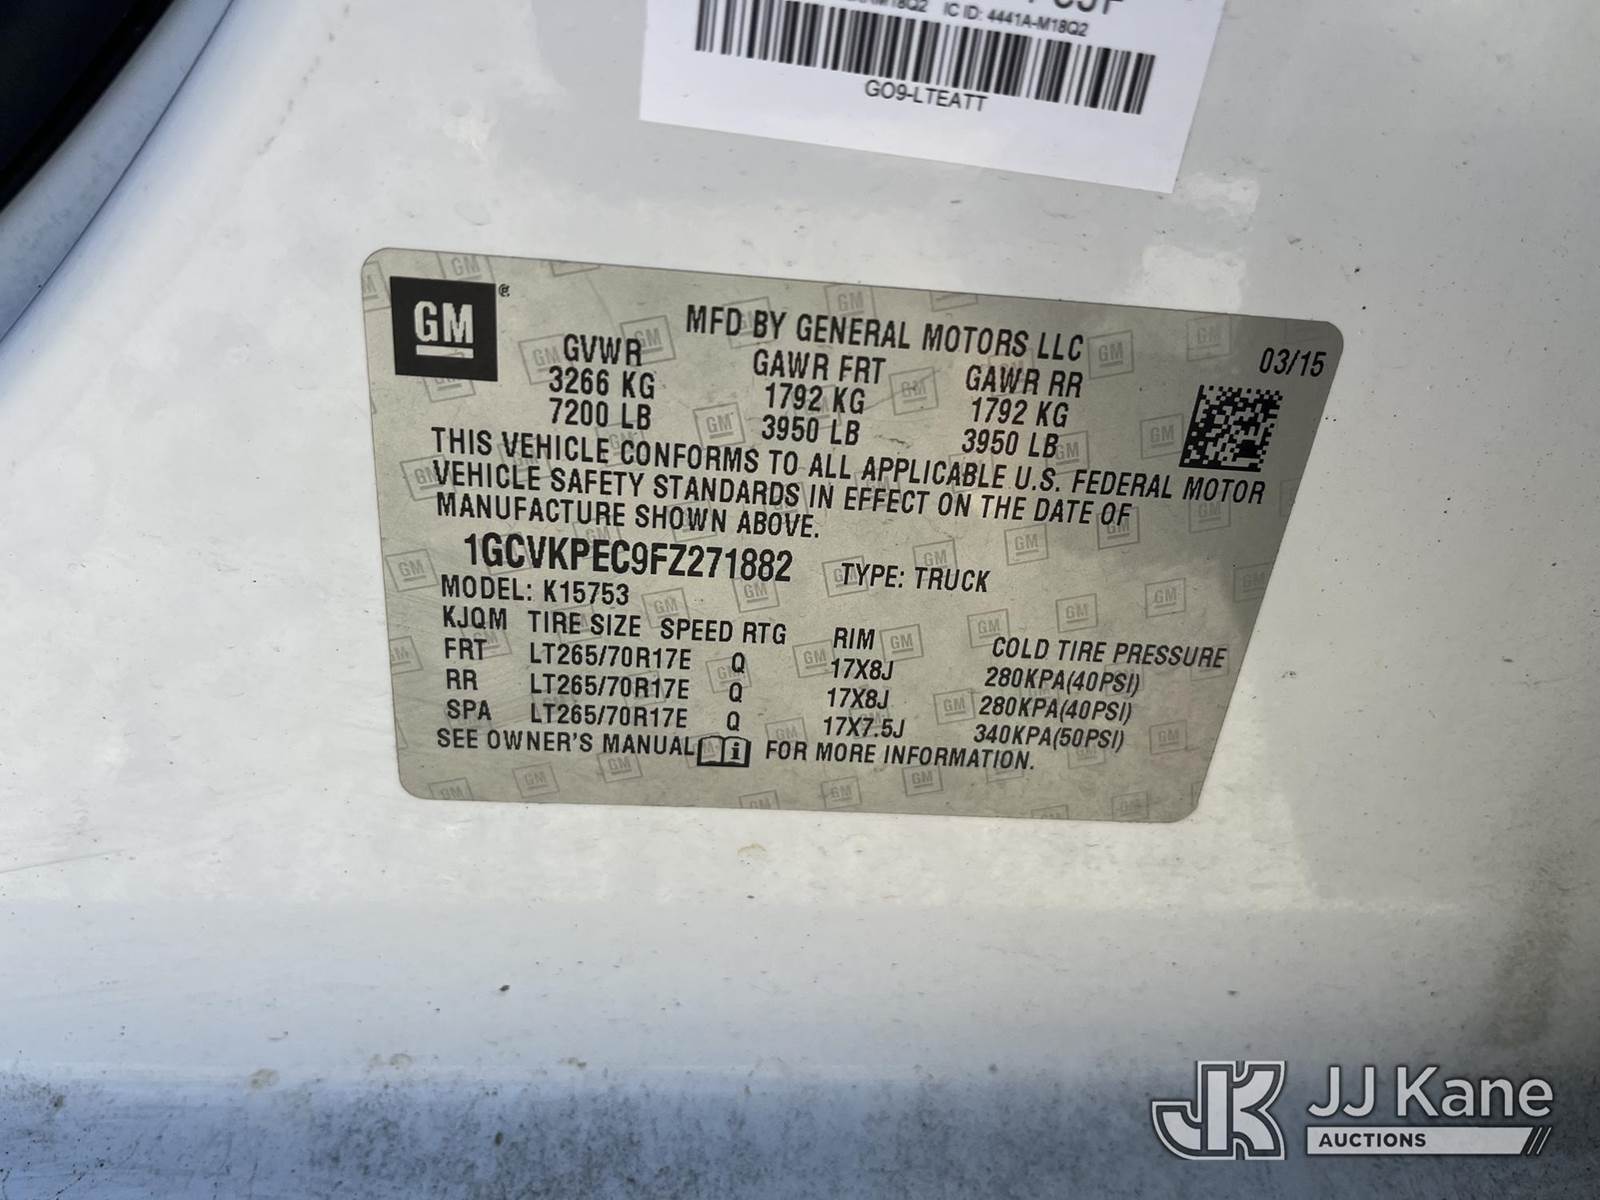 IC ID: 4441A-M18Q2
GO9-LTEATT
GM®
MFD BY GENERAL MOTORS LLC
03/15
GVWR GAWR FRT GAWR RR
3266 KG 1792 KG 1792 KG
7200 LB 3950 LB 3950 LB
THIS VEHICLE CONFORMS TO ALL APPLICABLE U.S. FEDERAL MOTOR
VEHICLE SAFETY STANDARDS IN EFFECT ON THE DATE OF
MANUFACTURE SHOWN ABOVE.
1GCVKPEC9FZ271882 TYPE: TRUCK
MODEL: K15753
KJQM TIRE SIZE SPEED RTG RIM COLD TIRE PRESSURE
FRT LT265/70R17E Q 17X8J 280KPA(40PSI)
RR LT265/70R17E Q 17X8J 280KPA(40PSI)
SPA LT265/70R17E Q 17X7.5J 340KPA(50PSI)
SEE OWNER'S MANUAL i FOR MORE INFORMATION.
JK JJ Kane
AUCTIONS